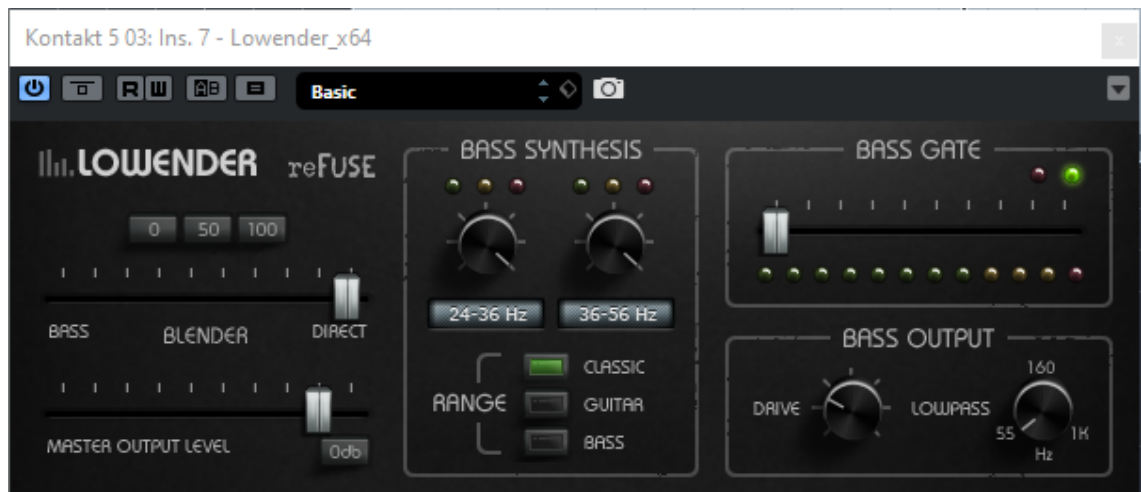 Kontakt 5 03: Ins. 7 - Lowender_x64
x
R W A B Basic
LOWENDER reFUSE
0 50 100
BASS BLENDER DIRECT
MASTER OUTPUT LEVEL 0db
BASS SYNTHESIS
24-36 Hz 36-56 Hz
RANGE
CLASSIC
GUITAR
BASS
BASS GATE
BASS OUTPUT
DRIVE LOWPASS
160
55 1K
Hz